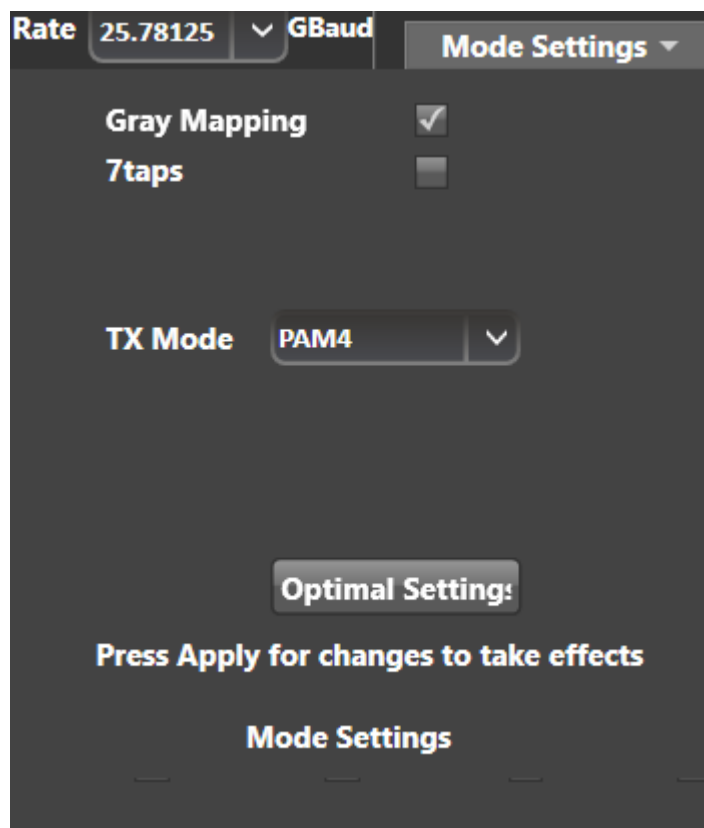 Rate 25.78125 GBaud Mode Settings
Gray Mapping
7taps
TX Mode PAM4
Optimal Setting
Press Apply for changes to take effects
Mode Settings